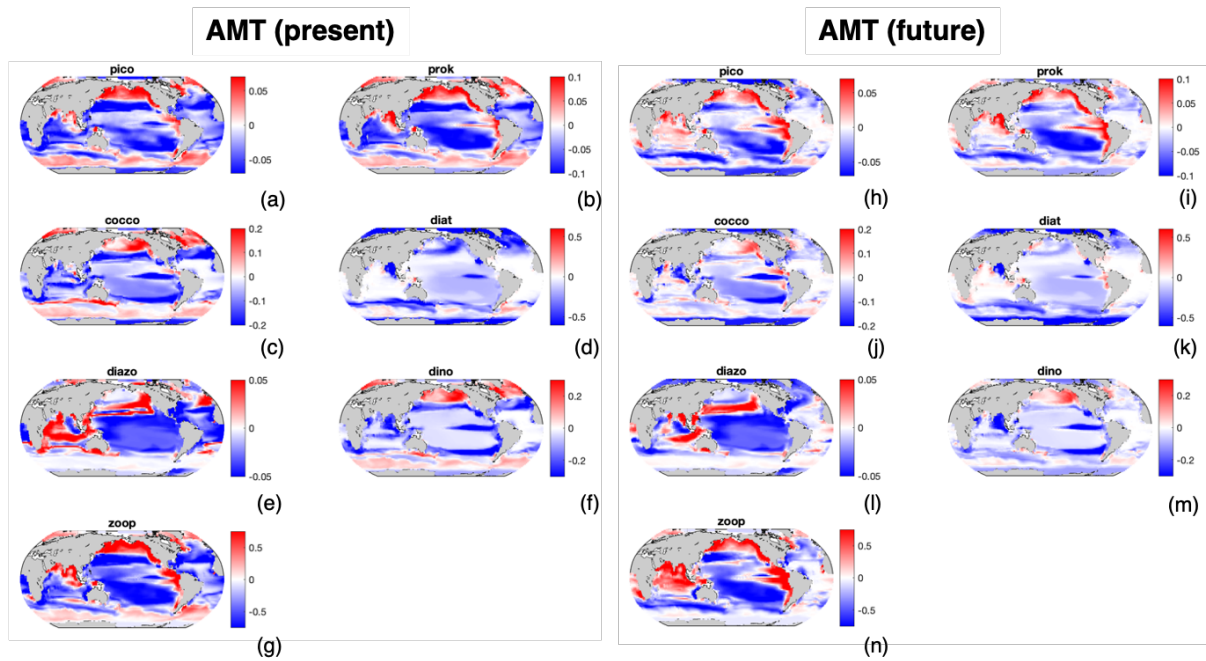 AMT (present)
AMT (future)
pico
0.05
0
-0.05
(a)
prok
0.1
0.05
0
-0.05
-0.1
(b)
cocco
0.2
0.1
0
-0.1
-0.2
(c)
diat
0.5
0
-0.5
(d)
diazo
0.05
0
-0.05
(e)
dino
0.2
0
-0.2
(f)
zoop
0.5
0
-0.5
(g)
pico
0.05
0
-0.05
(h)
prok
0.1
0.05
0
-0.05
-0.1
(i)
cocco
0.2
0.1
0
-0.1
-0.2
(j)
diat
0.5
0
-0.5
(k)
diazo
0.05
0
-0.05
(l)
dino
0.2
0
-0.2
(m)
zoop
0.5
0
-0.5
(n)